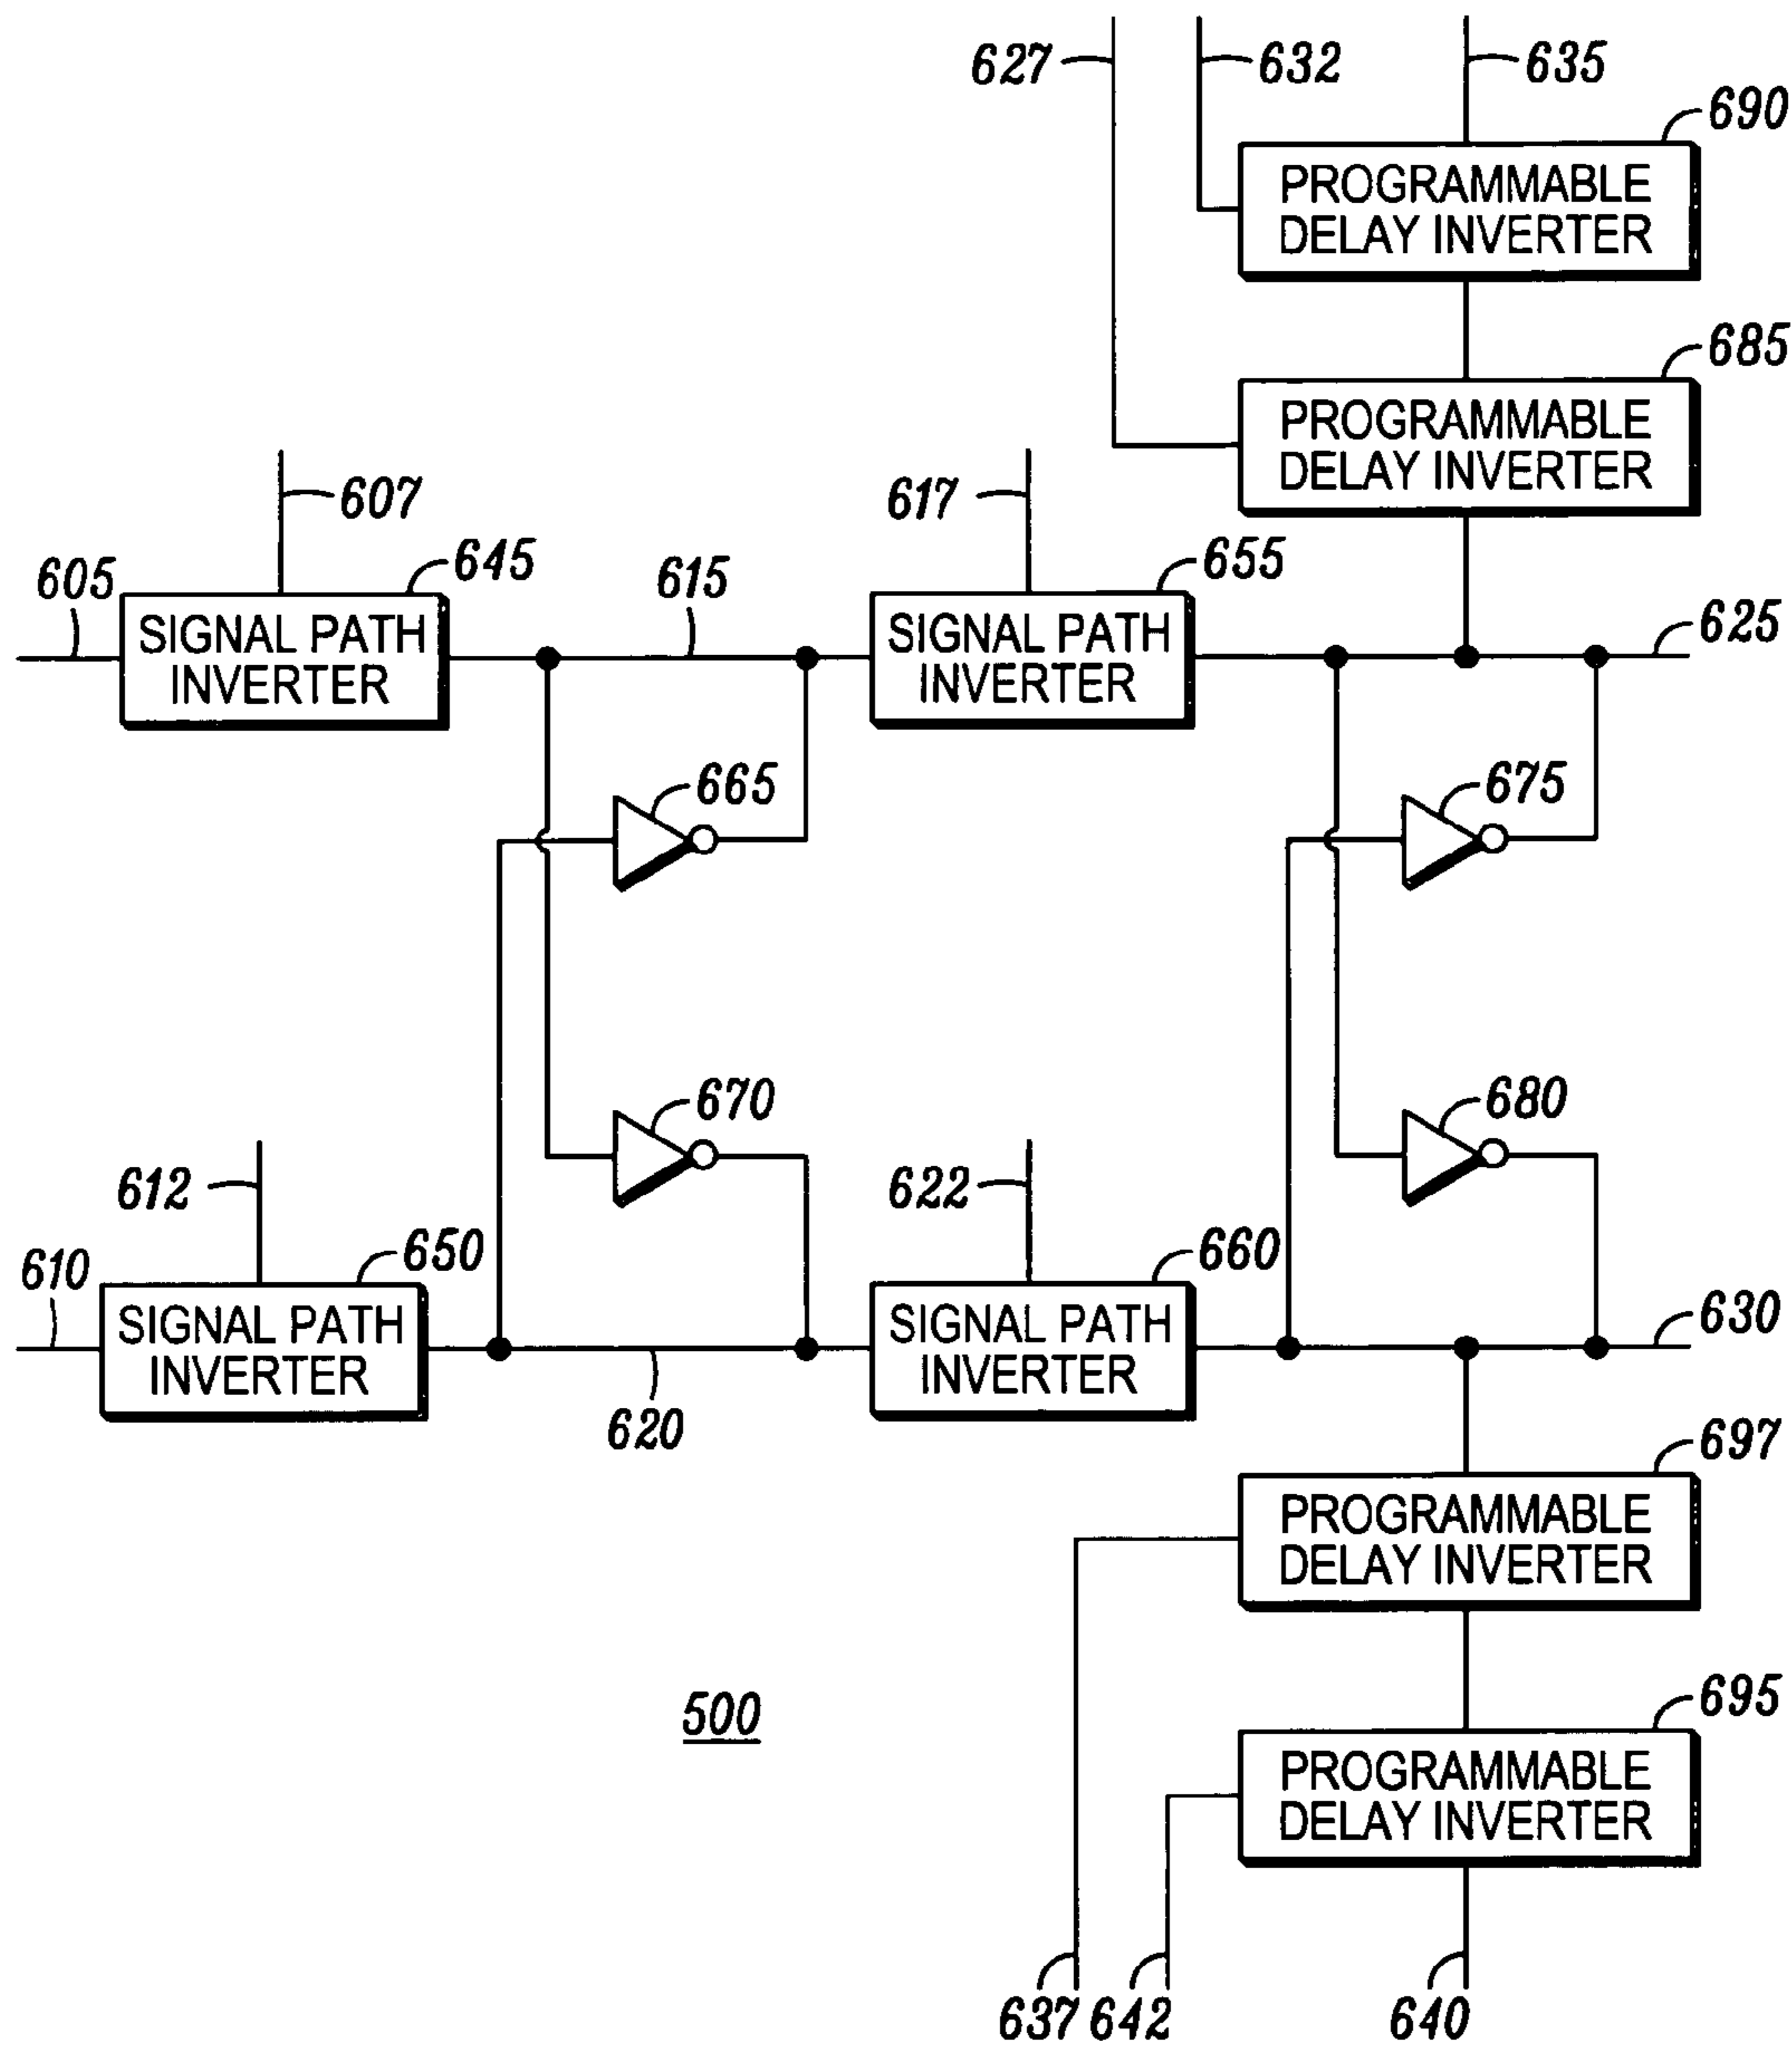 627
632
635
690
PROGRAMMABLE
DELAY INVERTER
685
PROGRAMMABLE
DELAY INVERTER
607
617
605
645
615
655
625
SIGNAL PATH
INVERTER
SIGNAL PATH
INVERTER
665
675
670
680
612
622
610
650
660
630
SIGNAL PATH
INVERTER
SIGNAL PATH
INVERTER
620
697
PROGRAMMABLE
DELAY INVERTER
500
695
PROGRAMMABLE
DELAY INVERTER
637
642
640